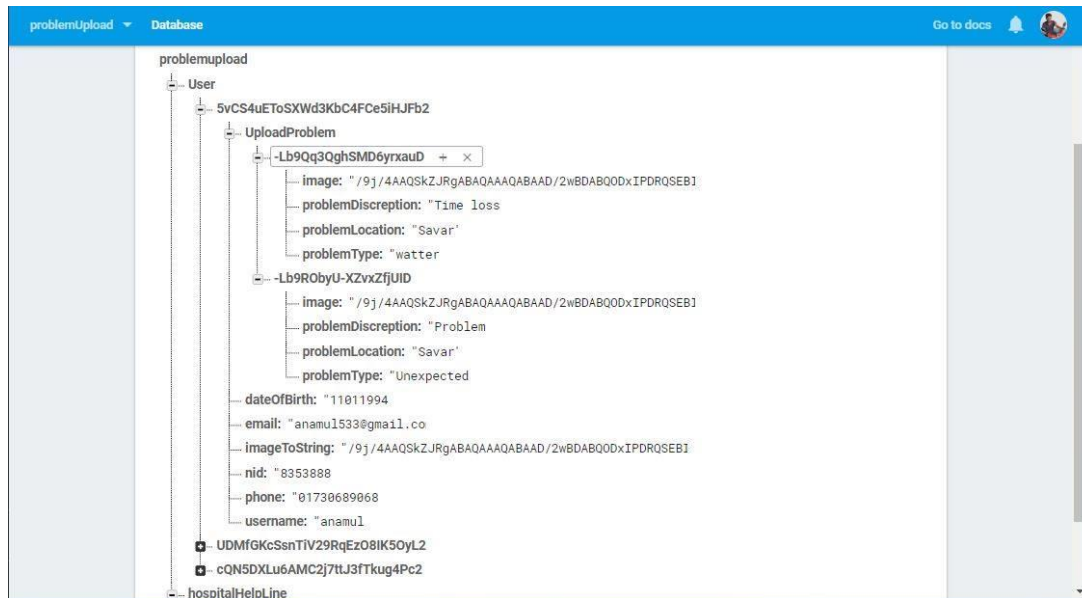 problemUpload Database Go to docs
problemupload
User
5vCS4uEToSXWd3KbC4FCe5iHJFb2
UploadProblem
-Lb9Qq3QghSMD6yrxauD + ×
image: "/9j/4AAQSkZJRgABAQAAAQABAAD/2wBDABQODxIPDRQSEBI
problemDiscreption: "Time loss
problemLocation: "Savar'
problemType: "watter
-Lb9RObyU-XZvxZfjUID
image: "/9j/4AAQSkZJRgABAQAAAQABAAD/2wBDABQODxIPDRQSEBI
problemDiscreption: "Problem
problemLocation: "Savar'
problemType: "Unexpected
dateOfBirth: "11011994
email: "anamul533@gmail.co
imageToString: "/9j/4AAQSkZJRgABAQAAAQABAAD/2wBDABQODxIPDRQSEBI
nid: "8353888
phone: "01730689068
username: "anamul
UDMfGKcSsnTiV29RqEzO8IK5OyL2
cQN5DXLu6AMC2j7ttJ3fTkug4Pc2
hospitalHelpLine